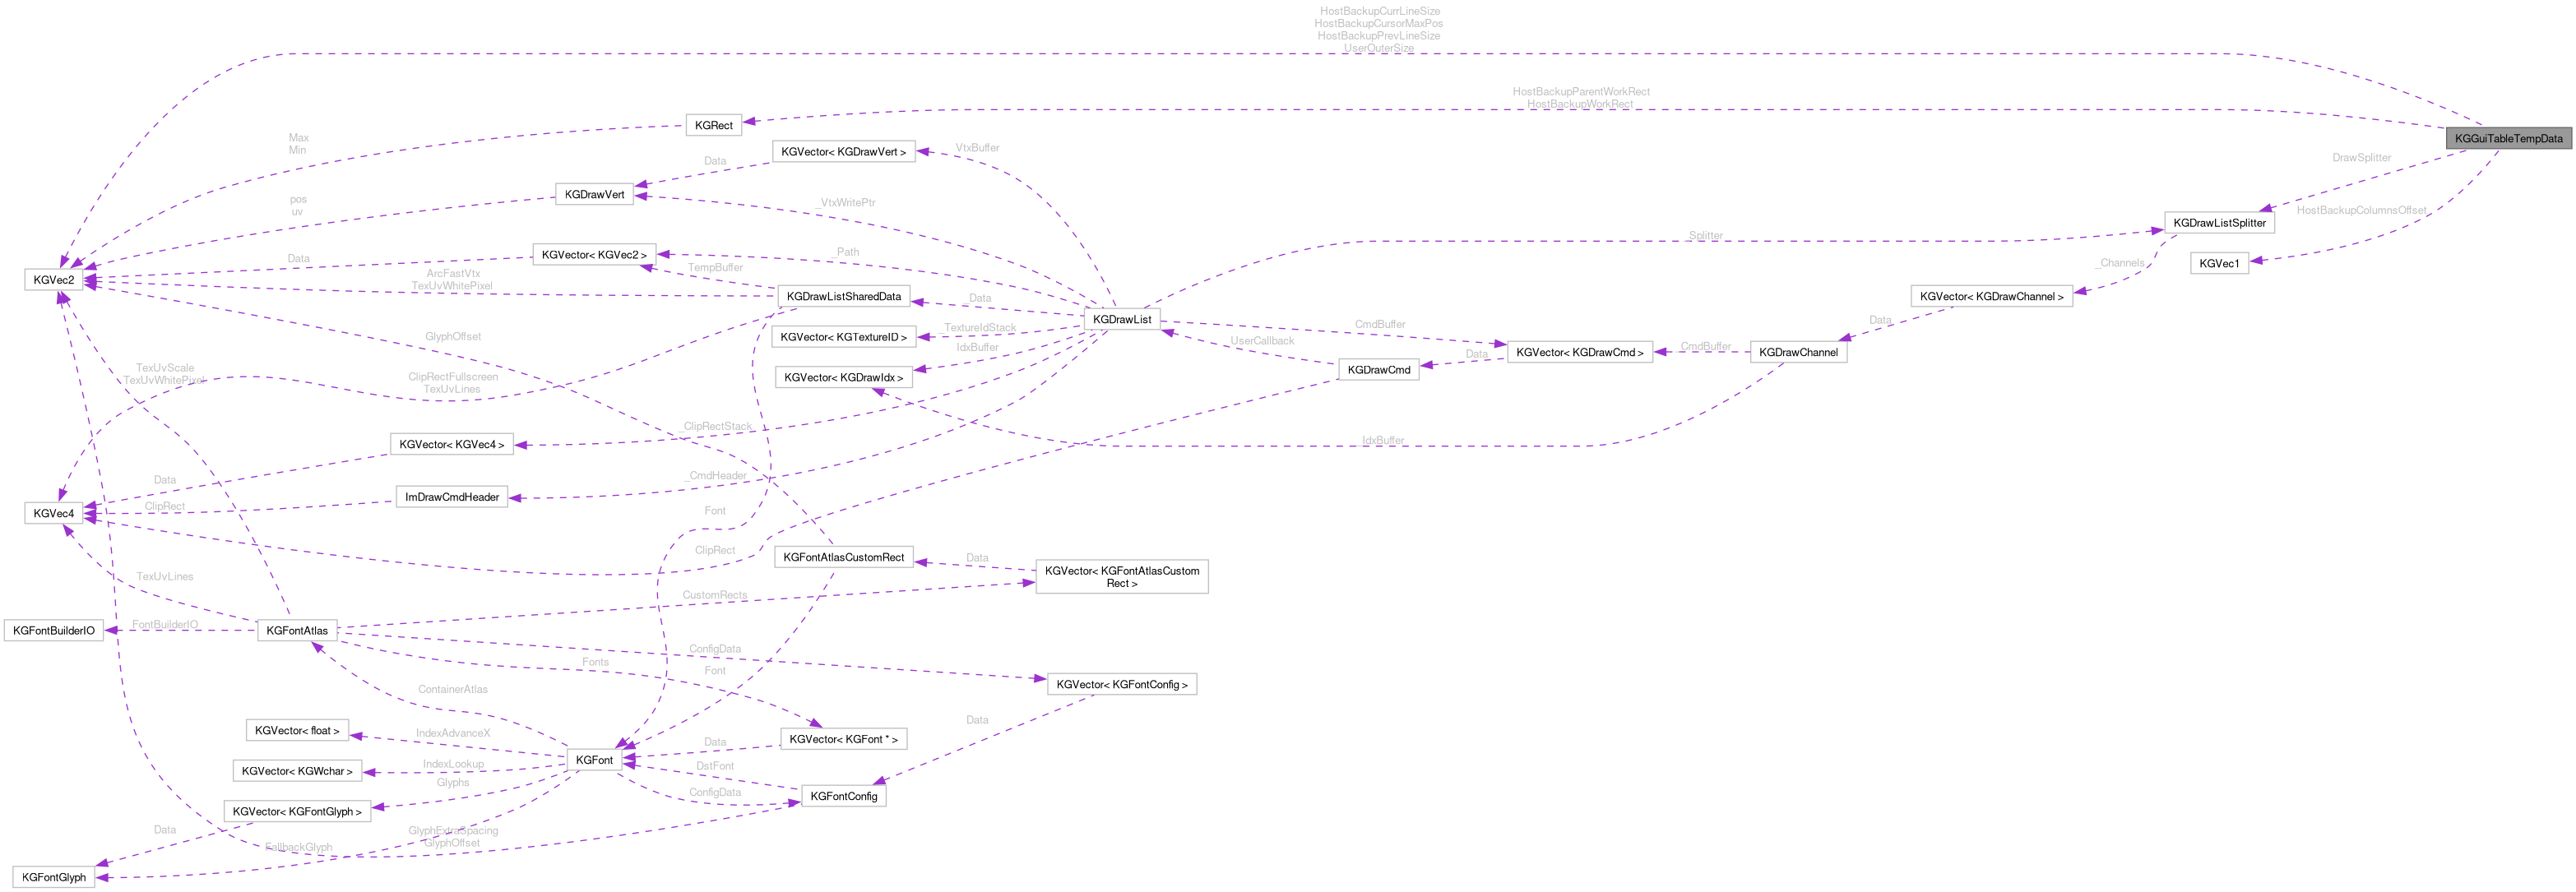 HostBackupCurrLineSize
HostBackupCursorMaxPos
HostBackupPrevLineSize
UserOuterSize
HostBackupParentWorkRect
HostBackupWorkRect
KGRect
KGGuiTableTempData
Max
Min
KGVector< KGDrawVert >
VtxBuffer
Data
DrawSplitter
KGDrawVert
pos
uv
_VtxWritePtr
HostBackupColumnsOffset
KGDrawListSplitter
_Splitter
KGVector< KGVec2 >
_Path
Data
KGVec1
_Channels
TempBuffer
ArcFastVtx
TexUvWhitePixel
KGVec2
KGDrawListSharedData
_Data
KGVector< KGDrawChannel >
KGDrawList
Data
GlyphOffset
KGVector< KGTextureID >
_TextureIdStack
CmdBuffer
UserCallback
IdxBuffer
KGVector< KGDrawCmd >
CmdBuffer
KGDrawChannel
Data
KGDrawCmd
TexUvScale
TexUvWhitePixel
ClipRectFullscreen
TexUvLines
KGVector< KGDrawIdx >
_ClipRectStack
IdxBuffer
KGVector< KGVec4 >
Data
_CmdHeader
ImDrawCmdHeader
ClipRect
KGVec4
Font
ClipRect
KGFontAtlasCustomRect
Data
KGVector< KGFontAtlasCustom
Rect >
TexUvLines
CustomRects
KGFontBuilderIO
FontBuilderIO
KGFontAtlas
ConfigData
Fonts
Font
KGVector< KGFontConfig >
ContainerAtlas
Data
KGVector< float >
IndexAdvanceX
KGVector< KGFont * >
Data
KGFont
KGVector< KGWchar >
IndexLookup
DstFont
Glyphs
ConfigData
KGFontConfig
KGVector< KGFontGlyph >
Data
GlyphExtraSpacing
GlyphOffset
FallbackGlyph
KGFontGlyph